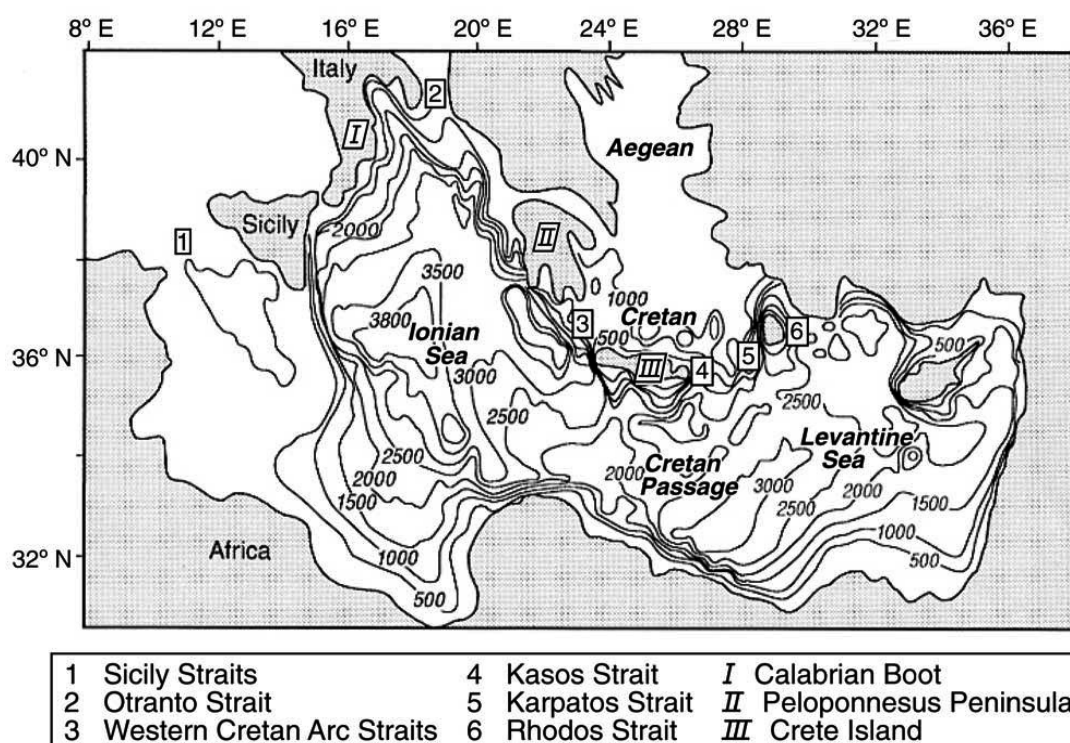 8° E 12° E 16° E 20° E 24° E 28° E 32° E 36° E
Italy
2
I
40° N
Aegean
Sicily
2000
II
1
3500
1000
3800
Ionian
Sea
3
Cretan
500
6
36° N
III
4
5
500
3000
2500
2500
Levantine
Sea
2500
2000
Cretan
Passage
2000
3000
2000
1500
2500
1500
Africa
1000
1000
32° N
500
500
1 Sicily Straits 4 Kasos Strait I Calabrian Boot
2 Otranto Strait 5 Karpatos Strait II Peloponnesus Peninsula
3 Western Cretan Arc Straits 6 Rhodos Strait III Crete Island